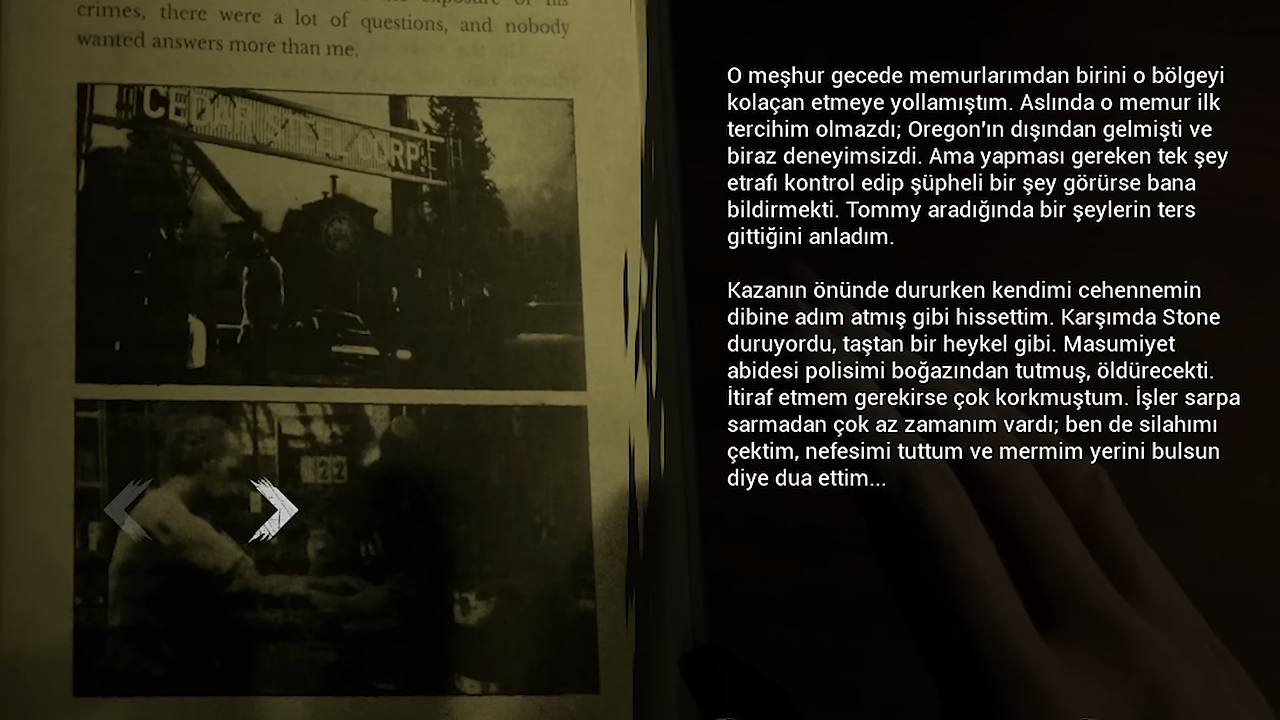 crimes, there were a lot of questions, and nobody
wanted answers more than me.
CEDAR STEEL CORP.
O meşhur gecede memurlarımdan birini o bölgeyi
kolaçan etmeye yollamıştım. Aslında o memur ilk
tercihim olmazdı; Oregon'ın dışından gelmişti ve
biraz deneyimsizdi. Ama yapması gereken tek şey
etrafı kontrol edip şüpheli bir şey görürse bana
bildirmekti. Tommy aradığında bir şeylerin ters
gittiğini anladım.
Kazanın önünde dururken kendimi cehennemin
dibine adım atmış gibi hissettim. Karşımda Stone
duruyordu, taştan bir heykel gibi. Masumiyet
abidesi polisimi boğazından tutmuş, öldürecekti.
İtiraf etmem gerekirse çok korkmuştum. İşler sarpa
sarmadan çok az zamanım vardı; ben de silahımı
çektim, nefesimi tuttum ve mermim yerini bulsun
diye dua ettim...